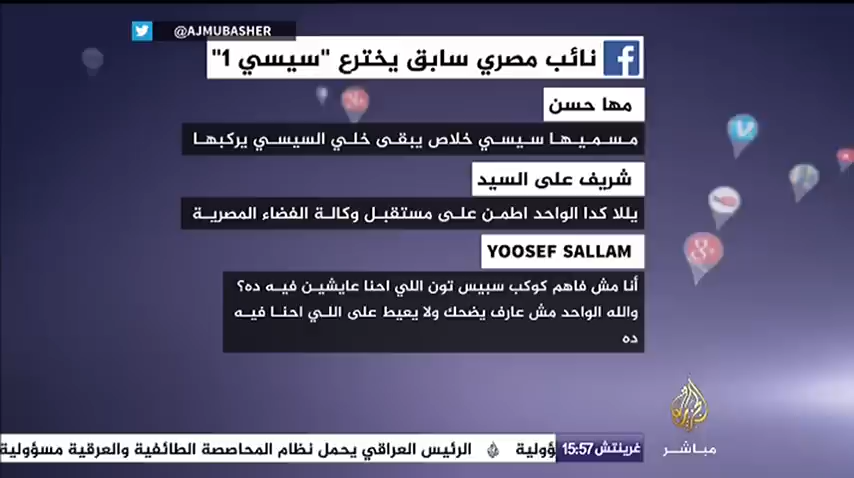 @AJMUBASHER
نائب مصري سابق يخترع "سيسي 1"
مها حسن
مسميها سيسي خلاص يبقى خلي السيسي يركبها
شريف على السيد
يللا كدا الواحد اطمن على مستقبل وكالة الفضاء المصرية
YOOSEF SALLAM
أنا مش فاهم كوكب سبيس تون اللي احنا عايشين فيه ده؟
والله الواحد مش عارف يضحك ولا يعيط على اللي احنا فيه
ده
الجزيرة
مباشر
غرينتش 15:57
الرئيس العراقي يحمل نظام المحاصصة الطائفية والعرقية مسؤولية